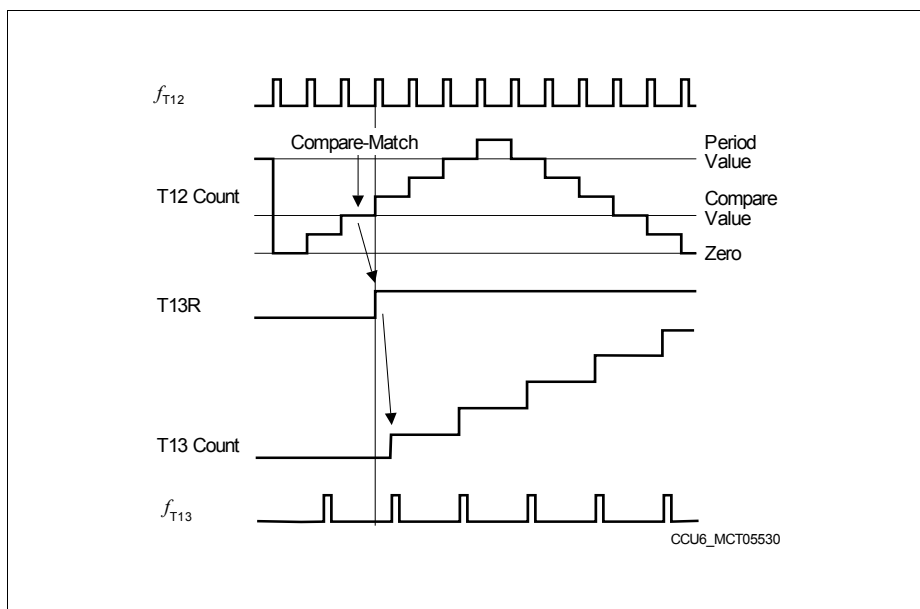 fT12
Compare-Match
Period
Value
T12 Count
Compare
Value
Zero
T13R
T13 Count
fT13
CCU6_MCT05530